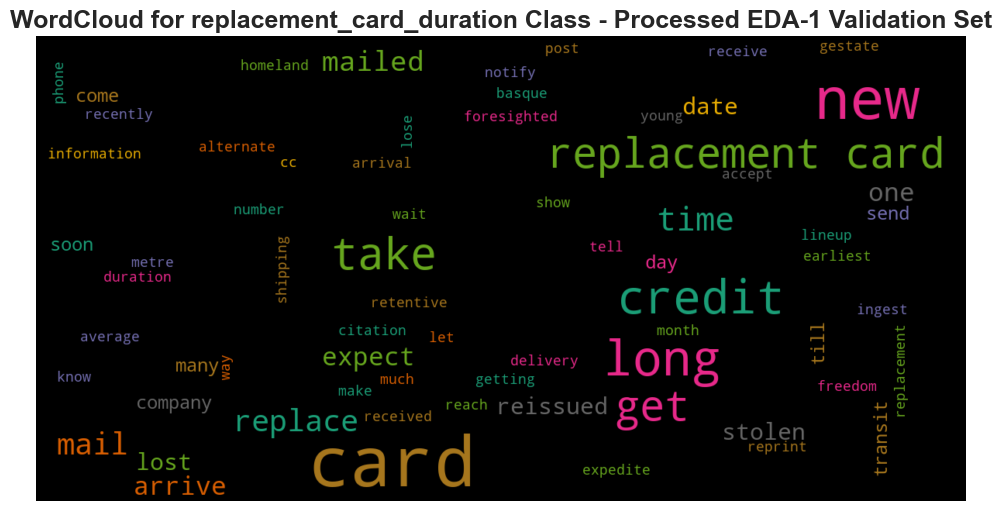 WordCloud for replacement_card_duration Class - Processed EDA-1 Validation Set
post
receive
gestate
homeland
mailed
notify
phone
come
basque
date
new
recently
foresighted
young
lose
information
alternate
cc
arrival
replacement card
accept
one
number
wait
show
time
send
soon
take
tell
lineup
metre
day
earliest
duration
shipping
retentive
credit
ingest
average
citation
let
month
till
know
many
way
expect
delivery
long
much
getting
freedom
replacement
make
company
replace
received
reach
reissued
get
mail
lost
card
stolen
reprint
transit
arrive
expedite